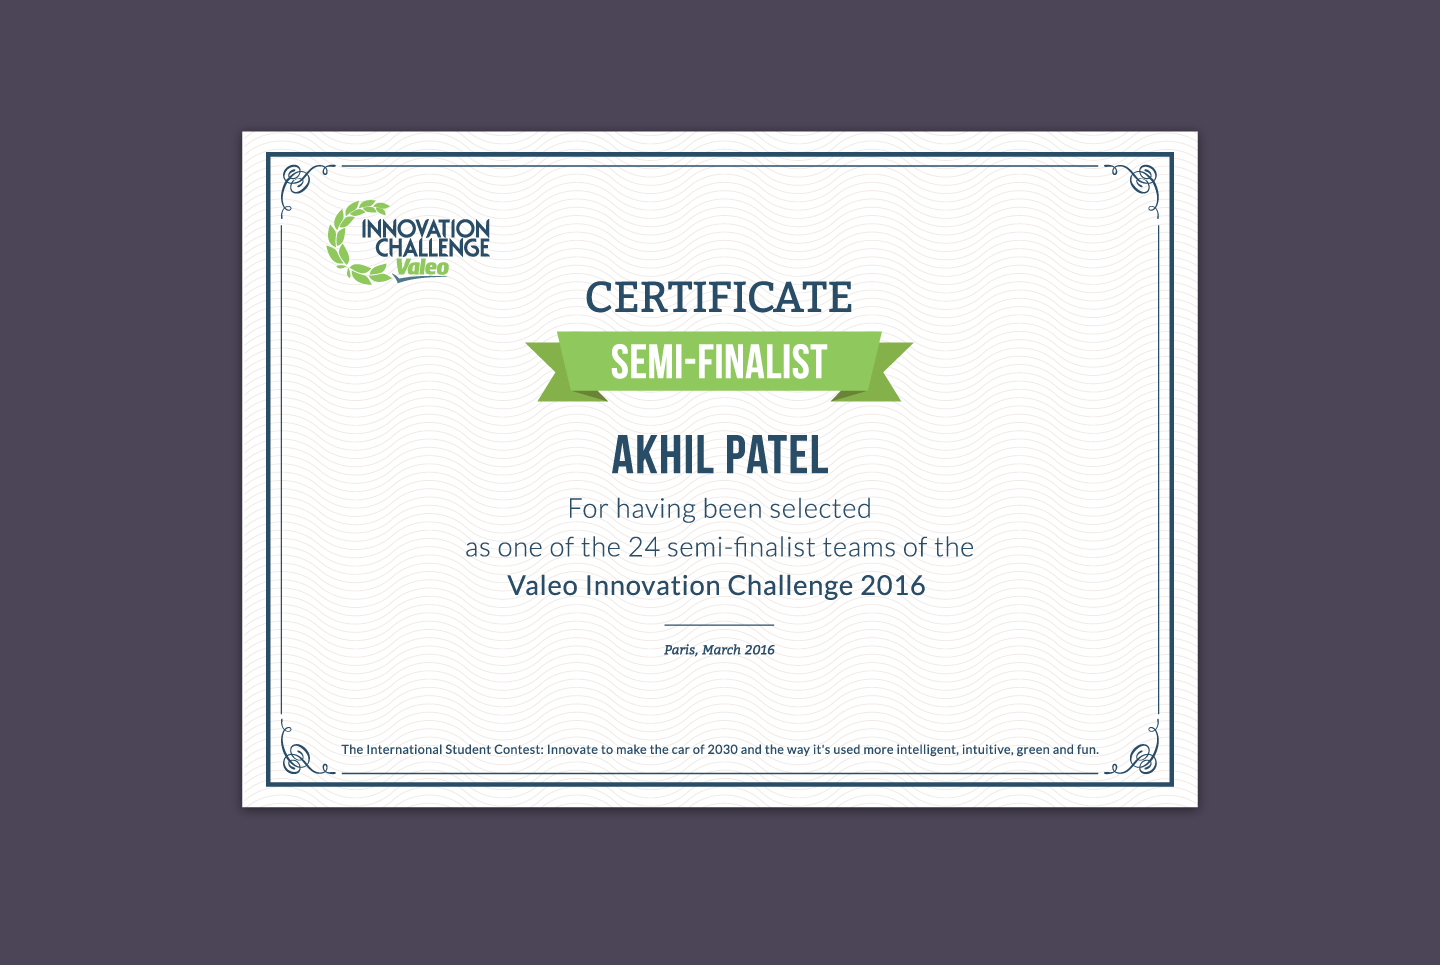 INNOVATION
CHALLENGE
Valeo
CERTIFICATE
SEMI-FINALIST
AKHIL PATEL
For having been selected
as one of the 24 semi-finalist teams of the
Valeo Innovation Challenge 2016
Paris, March 2016
The International Student Contest: Innovate to make the car of 2030 and the way it's used more intelligent, intuitive, green and fun.